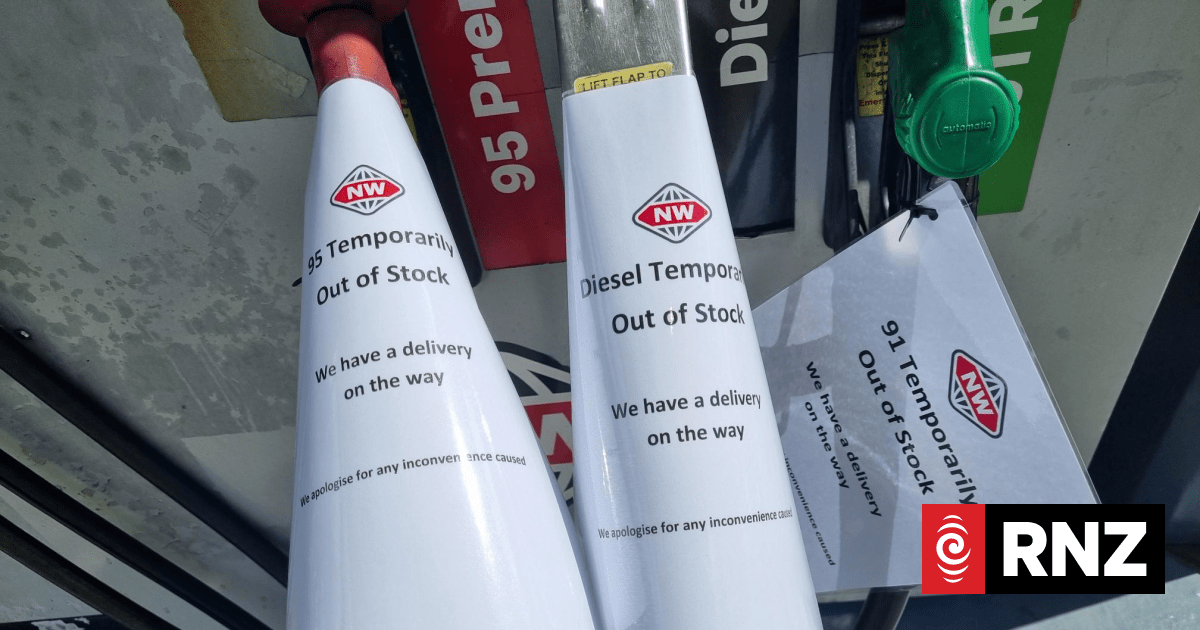 95 Prem
LIFT FLAP TO
Die
automatic
NW
95 Temporarily
Out of Stock
We have a delivery
on the way
We apologise for any inconvenience caused
NW
Diesel Temporar
Out of Stock
We have a delivery
on the way
We apologise for any inconvenience caused
NW
91 Temporarily
Out of Stock
We have a delivery
on the way
inconvenience caused
RNZ